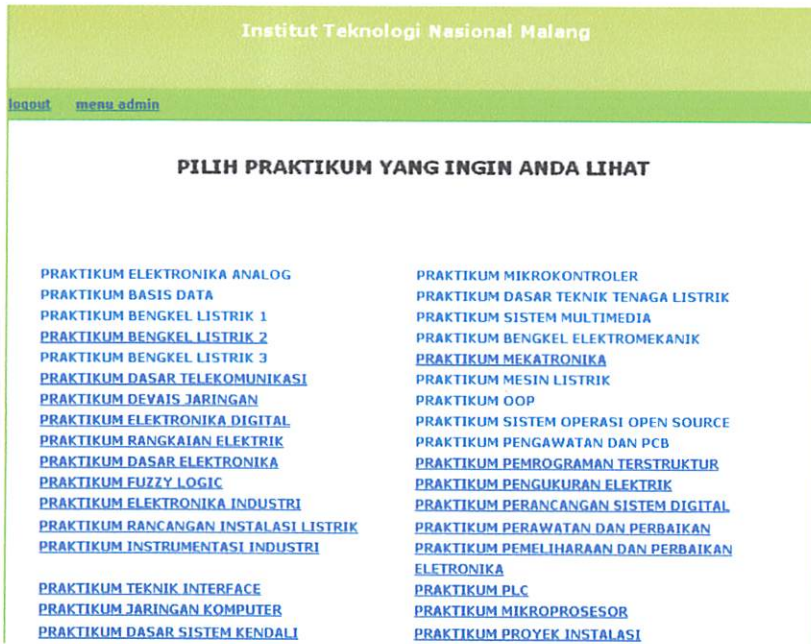 Institut Teknologi Nasional Malang
logout menu admin
PILIH PRAKTIKUM YANG INGIN ANDA LIHAT
PRAKTIKUM ELEKTRONIKA ANALOG
PRAKTIKUM BASIS DATA
PRAKTIKUM BENGKEL LISTRIK 1
PRAKTIKUM BENGKEL LISTRIK 2
PRAKTIKUM BENGKEL LISTRIK 3
PRAKTIKUM DASAR TELEKOMUNIKASI
PRAKTIKUM DEVAIS JARINGAN
PRAKTIKUM ELEKTRONIKA DIGITAL
PRAKTIKUM RANGKAIAN ELEKTRIK
PRAKTIKUM DASAR ELEKTRONIKA
PRAKTIKUM FUZZY LOGIC
PRAKTIKUM ELEKTRONIKA INDUSTRI
PRAKTIKUM RANCANGAN INSTALASI LISTRIK
PRAKTIKUM INSTRUMENTASI INDUSTRI
PRAKTIKUM TEKNIK INTERFACE
PRAKTIKUM JARINGAN KOMPUTER
PRAKTIKUM DASAR SISTEM KENDALI
PRAKTIKUM MIKROKONTROLER
PRAKTIKUM DASAR TEKNIK TENAGA LISTRIK
PRAKTIKUM SISTEM MULTIMEDIA
PRAKTIKUM BENGKEL ELEKTROMEKANIK
PRAKTIKUM MEKATRONIKA
PRAKTIKUM MESIN LISTRIK
PRAKTIKUM OOP
PRAKTIKUM SISTEM OPERASI OPEN SOURCE
PRAKTIKUM PENGAWATAN DAN PCB
PRAKTIKUM PEMROGRAMAN TERSTRUKTUR
PRAKTIKUM PENGUKURAN ELEKTRIK
PRAKTIKUM PERANCANGAN SISTEM DIGITAL
PRAKTIKUM PERAWATAN DAN PERBAIKAN
PRAKTIKUM PEMELIHARAAN DAN PERBAIKAN
ELETRONIKA
PRAKTIKUM PLC
PRAKTIKUM MIKROPROSESOR
PRAKTIKUM PROYEK INSTALASI